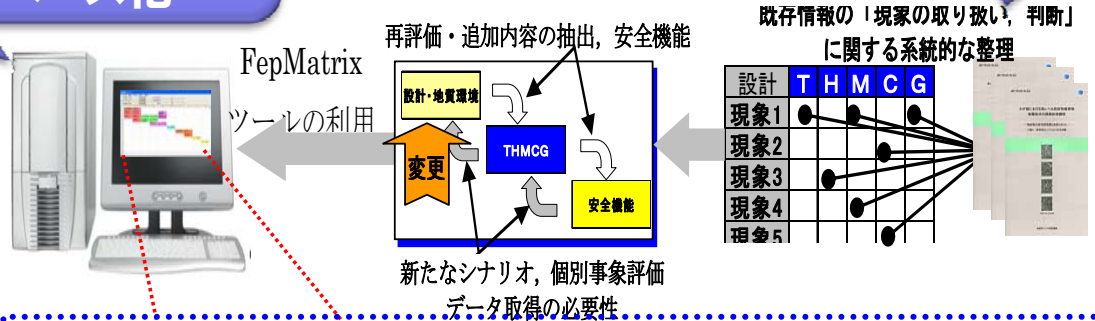 FepMatrix
ツールの利用
再評価・追加内容の抽出，安全機能
設計・地質環境
変更
THMCG
安全機能
新たなシナリオ，個別事象評価
データ取得の必要性
既存情報の「現象の取り扱い，判断」
に関する系統的な整理
設計 T H M C G
現象1
現象2
現象3
現象4
現象5